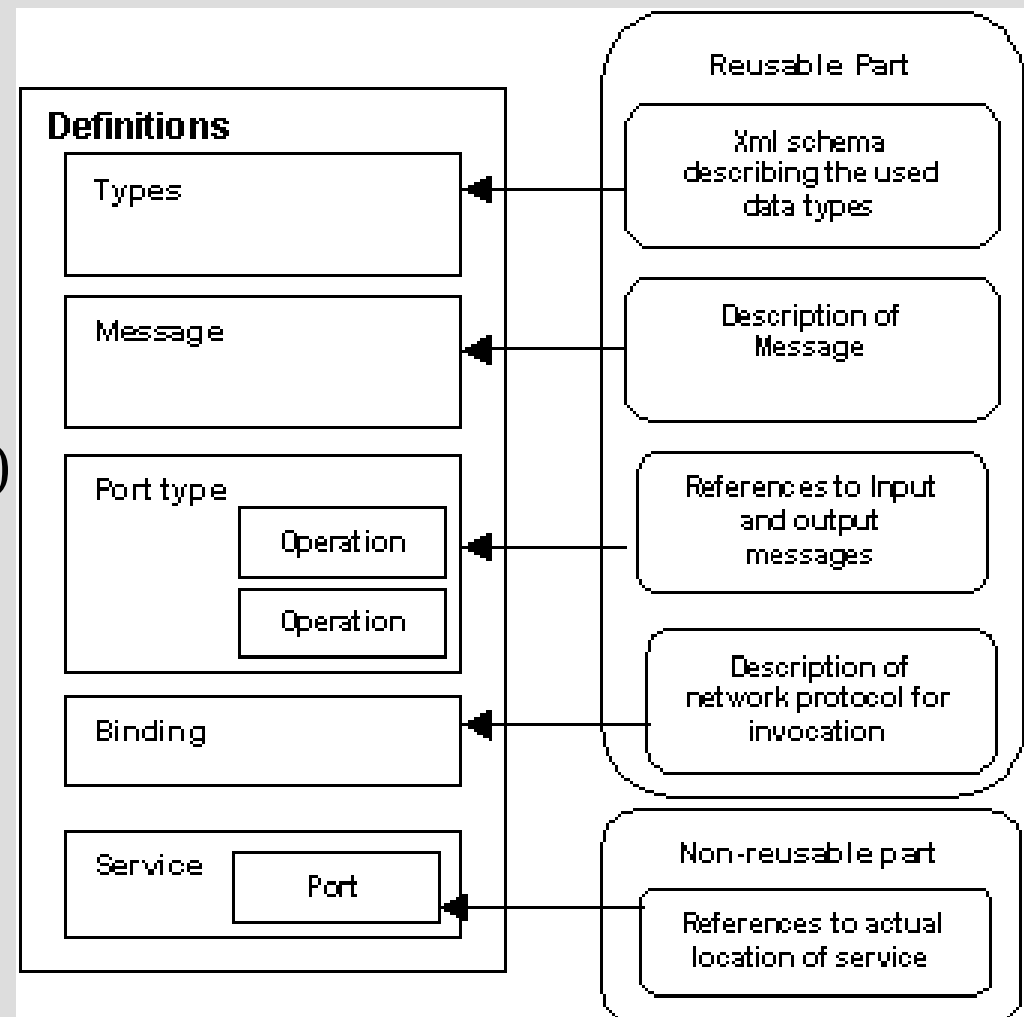 Definitions
Types
Message
)
Port type
Operation
Operation
Binding
Service
Port
Reusable Part
Xml schema
describing the used
data types
Description of
Message
References to Input
and output
messages
Description of
network protocol for
invocation
Non-reusable part
References to actual
location of service